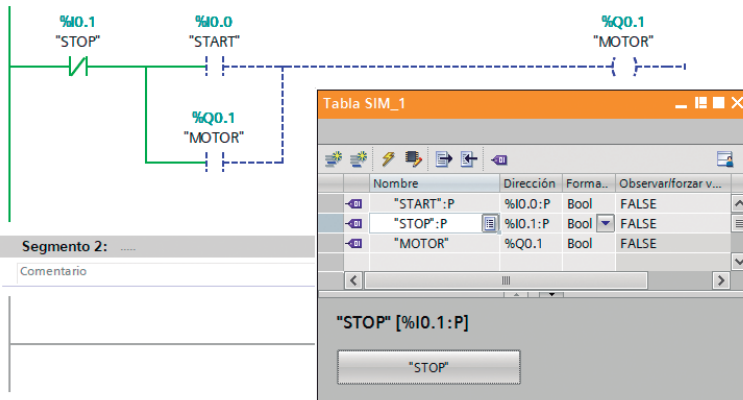 %I0.1
"STOP"
%I0.0
"START"
%Q0.1
"MOTOR"
%Q0.1
"MOTOR"
Segmento 2: .....
Comentario
Tabla SIM_1
Nombre Dirección Forma... Observar/forzar v...
"START":P %I0.0:P Bool FALSE
"STOP":P %I0.1:P Bool FALSE
"MOTOR" %Q0.1 Bool FALSE
"STOP" [%I0.1:P]
"STOP"